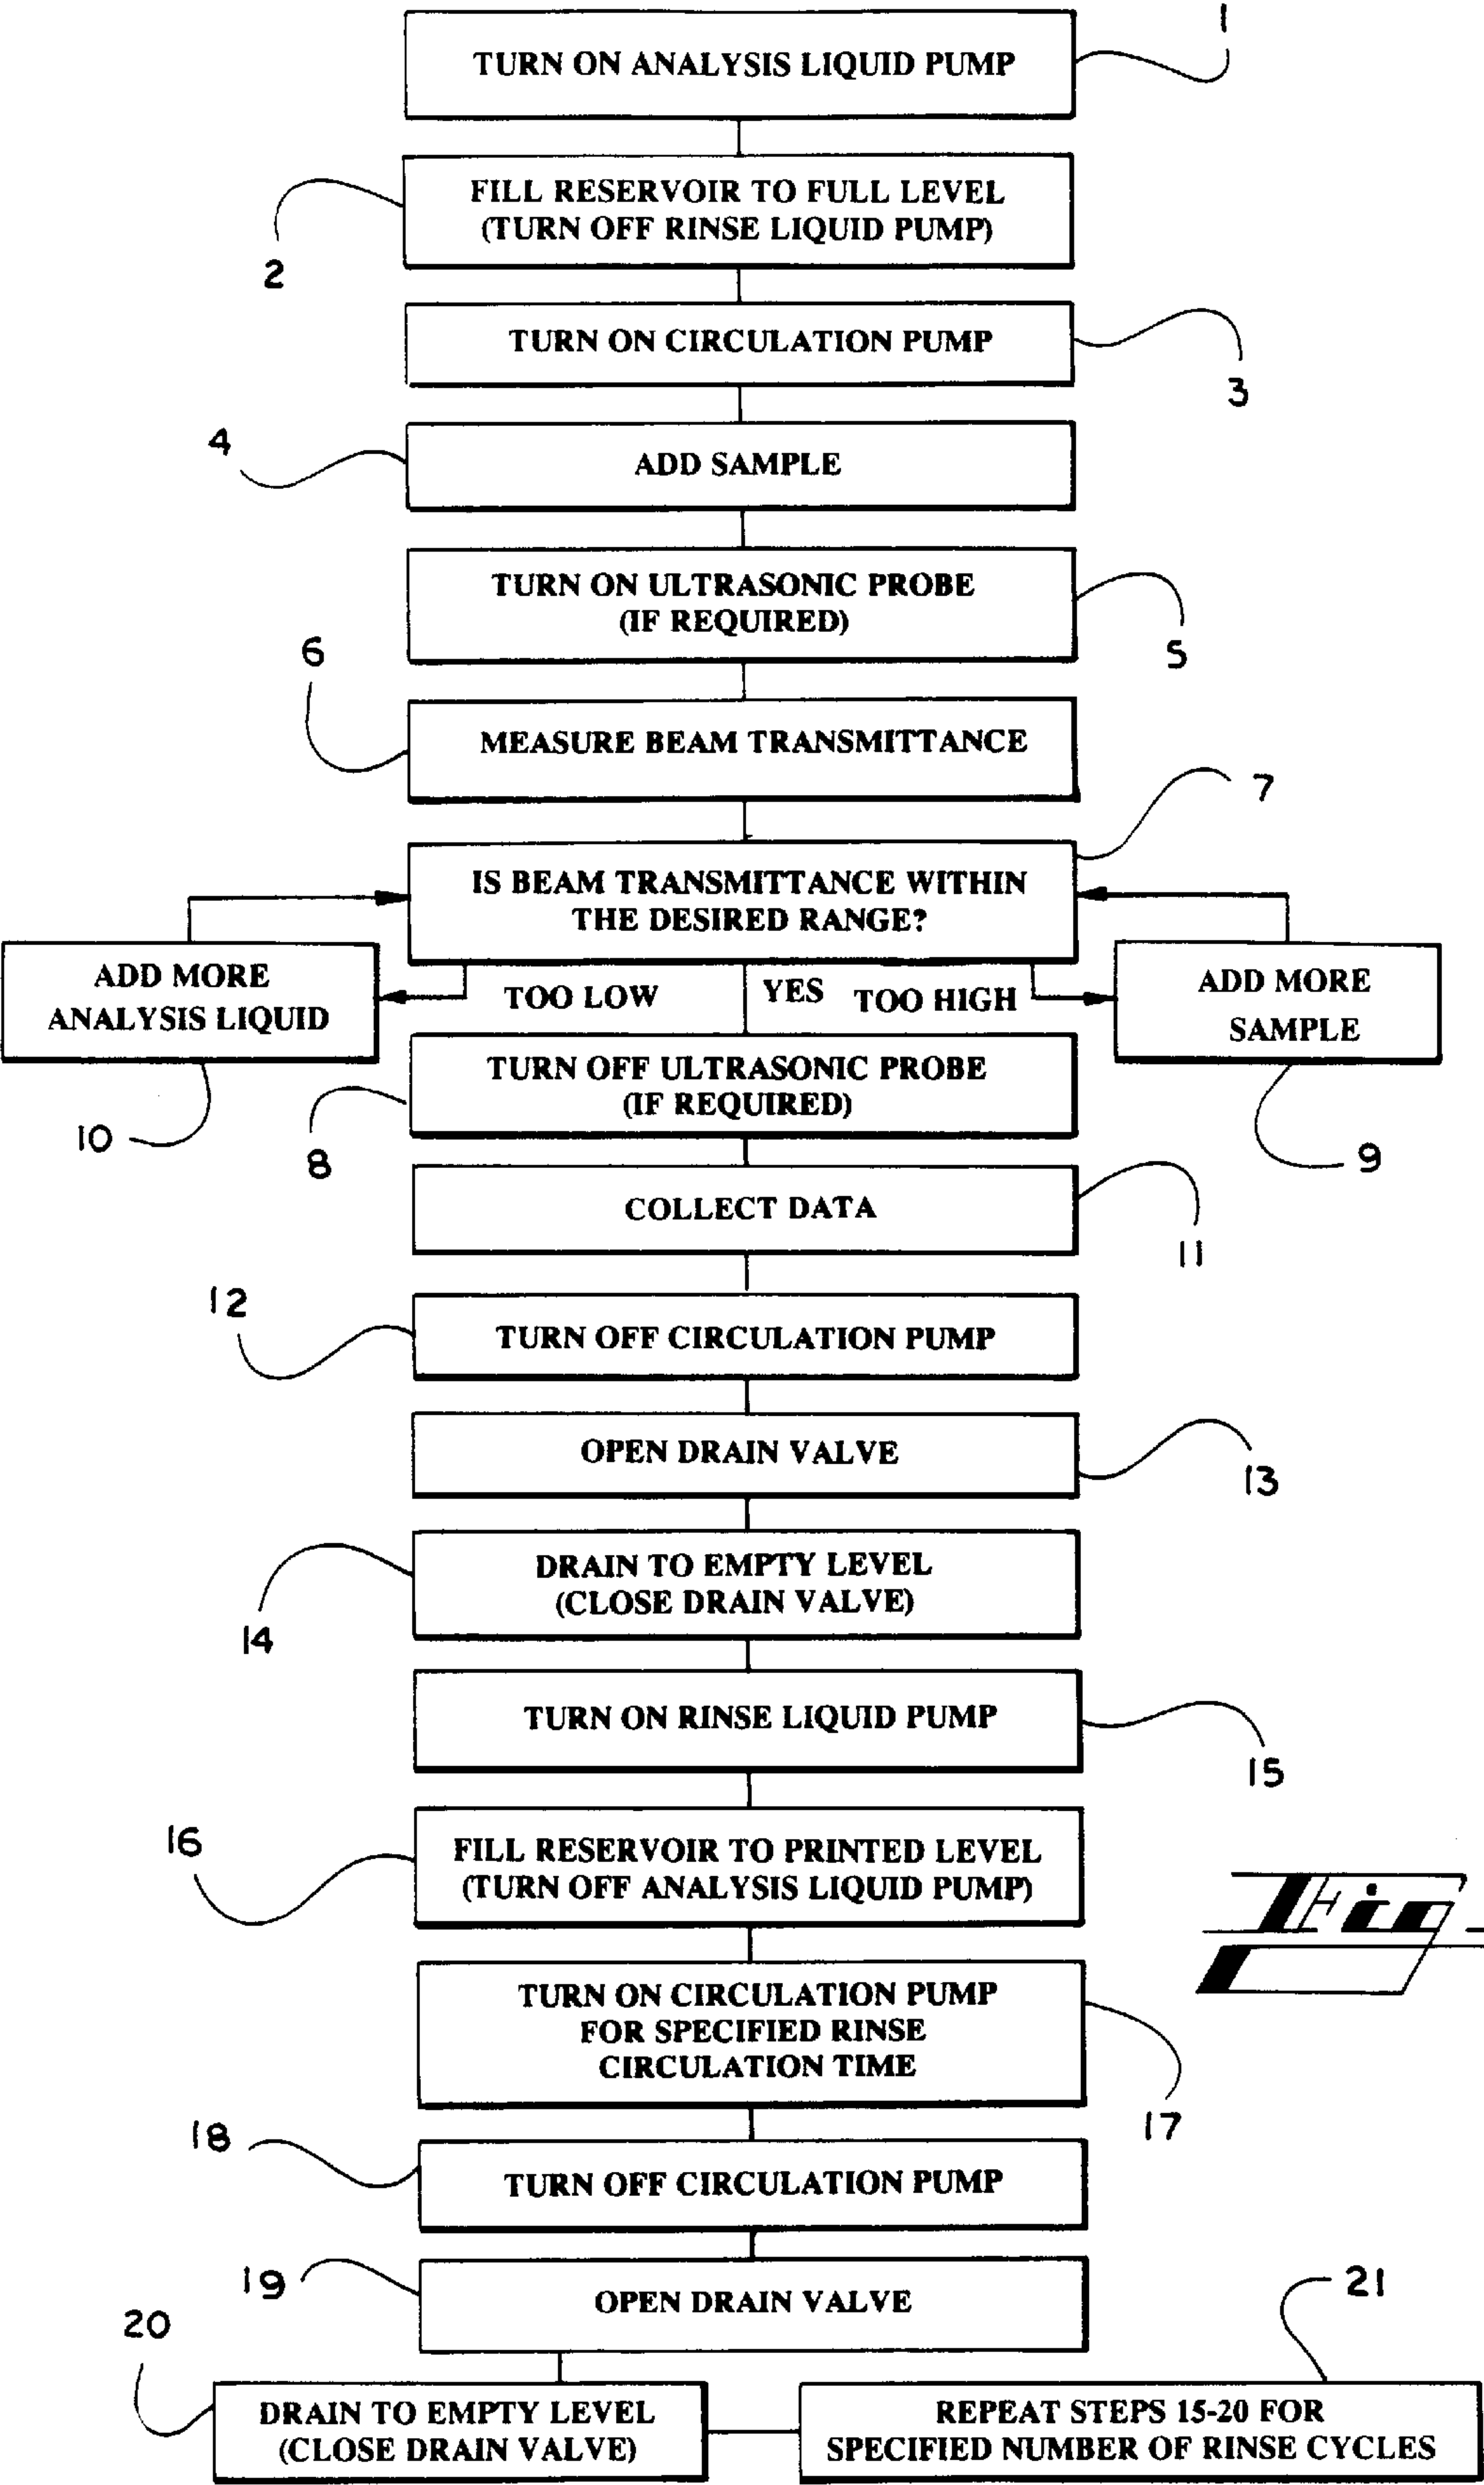 1
TURN ON ANALYSIS LIQUID PUMP
FILL RESERVOIR TO FULL LEVEL
(TURN OFF RINSE LIQUID PUMP)
2
TURN ON CIRCULATION PUMP
3
4
ADD SAMPLE
TURN ON ULTRASONIC PROBE
(IF REQUIRED)
5
6
MEASURE BEAM TRANSMITTANCE
7
IS BEAM TRANSMITTANCE WITHIN
THE DESIRED RANGE?
ADD MORE
ANALYSIS LIQUID
TOO LOW
YES
TOO HIGH
ADD MORE
SAMPLE
10
TURN OFF ULTRASONIC PROBE
(IF REQUIRED)
8
9
COLLECT DATA
11
12
TURN OFF CIRCULATION PUMP
OPEN DRAIN VALVE
13
DRAIN TO EMPTY LEVEL
(CLOSE DRAIN VALVE)
14
TURN ON RINSE LIQUID PUMP
15
16
FILL RESERVOIR TO PRINTED LEVEL
(TURN OFF ANALYSIS LIQUID PUMP)
Fig
TURN ON CIRCULATION PUMP
FOR SPECIFIED RINSE
CIRCULATION TIME
17
18
TURN OFF CIRCULATION PUMP
19
OPEN DRAIN VALVE
20
21
DRAIN TO EMPTY LEVEL
(CLOSE DRAIN VALVE)
REPEAT STEPS 15-20 FOR
SPECIFIED NUMBER OF RINSE CYCLES